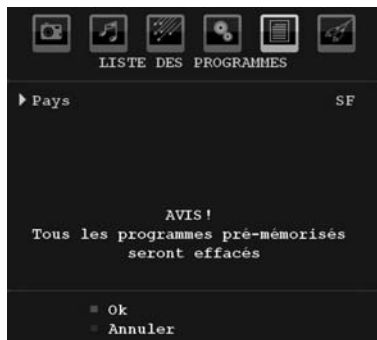 LISTE DES PROGRAMMES
Pays SF
AVIS!
Tous les programmes pré-mémorisés
seront effacés
Ok
Annuler